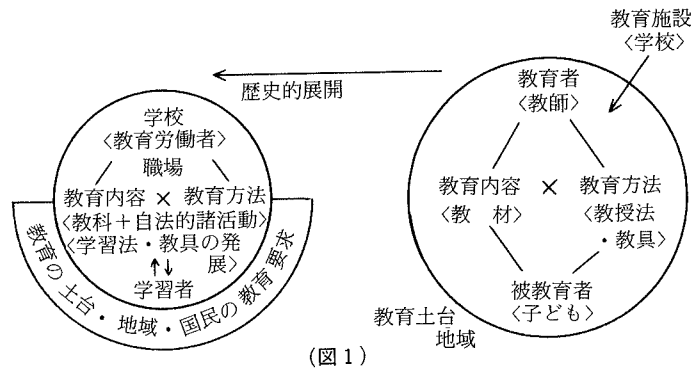 教育施設
〈学校〉
歴史的展開
学校
〈教育労働者〉
職場
教育内容 × 教育方法
〈教科＋自法的諸活動〉
〈学習法・教具の発
展〉
↑↓
学習者
教育の土台・地域・国民の教育要求
教育者
〈教師〉
教育内容 × 教育方法
〈教　材〉 〈教授法
・教具〉
被教育者
〈子ども〉
教育土台
地域
(図１)